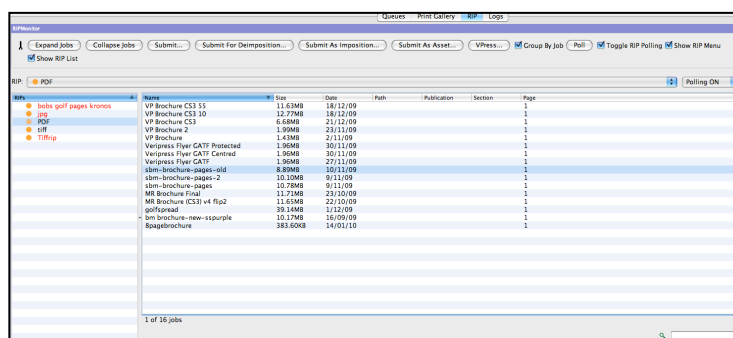 Queues Print Gallery RIP Logs
RIPMonitor
Expand Jobs Collapse Jobs Submit... Submit For Deimposition... Submit As Imposition... Submit As Asset... VPress... Group By Job Poll Toggle RIP Polling Show RIP Menu
Show RIP List
RIP: PDF Polling ON
RIPs Name Size Date Path Publication Section Page
bobs golf pages kronos VP Brochure CS3 55 11.63MB 18/12/09 1
jpg VP Brochure CS3 10 12.77MB 18/12/09 1
PDF VP Brochure CS3 6.68MB 21/12/09 1
tiff VP Brochure 2 1.99MB 23/11/09 1
Tiffrip VP Brochure 1.43MB 2/11/09 1
Veripress Flyer GATF Protected 1.96MB 30/11/09 1
Veripress Flyer GATF Centred 1.96MB 30/11/09 1
Veripress Flyer GATF 1.96MB 27/11/09 1
sbm-brochure-pages-old 8.89MB 10/11/09 1
sbm-brochure-pages-2 10.10MB 9/11/09 1
sbm-brochure-pages 10.78MB 9/11/09 1
MR Brochure Final 11.71MB 23/10/09 1
MR Brochure (CS3) v4 flip2 11.65MB 22/10/09 1
golfspread 39.14MB 1/12/09 1
bm brochure-new-sspurple 10.17MB 16/09/09 1
8pagebrochure 383.60KB 14/01/10 1
1 of 16 jobs